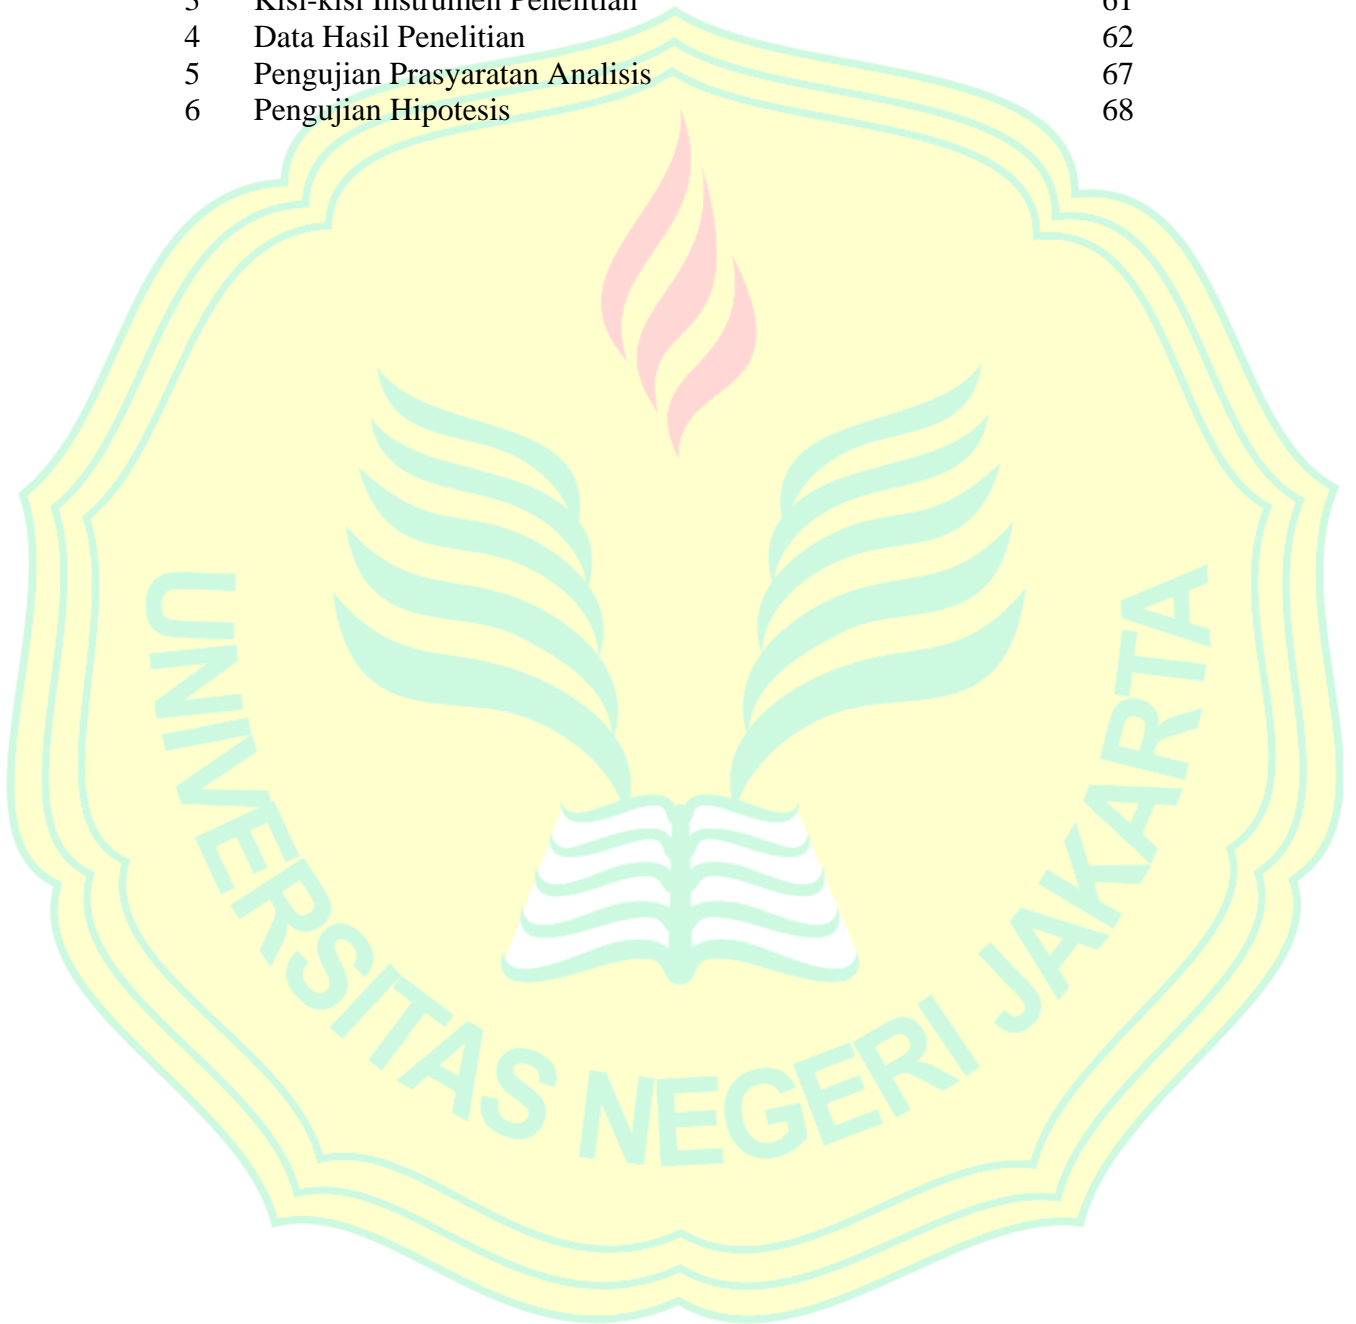 3 Kisi-kisi Instrumen Penelitian 61
4 Data Hasil Penelitian 62
5 Pengujian Prasyaratan Analisis 67
6 Pengujian Hipotesis 68
UNIVERSITAS NEGERI JAKARTA